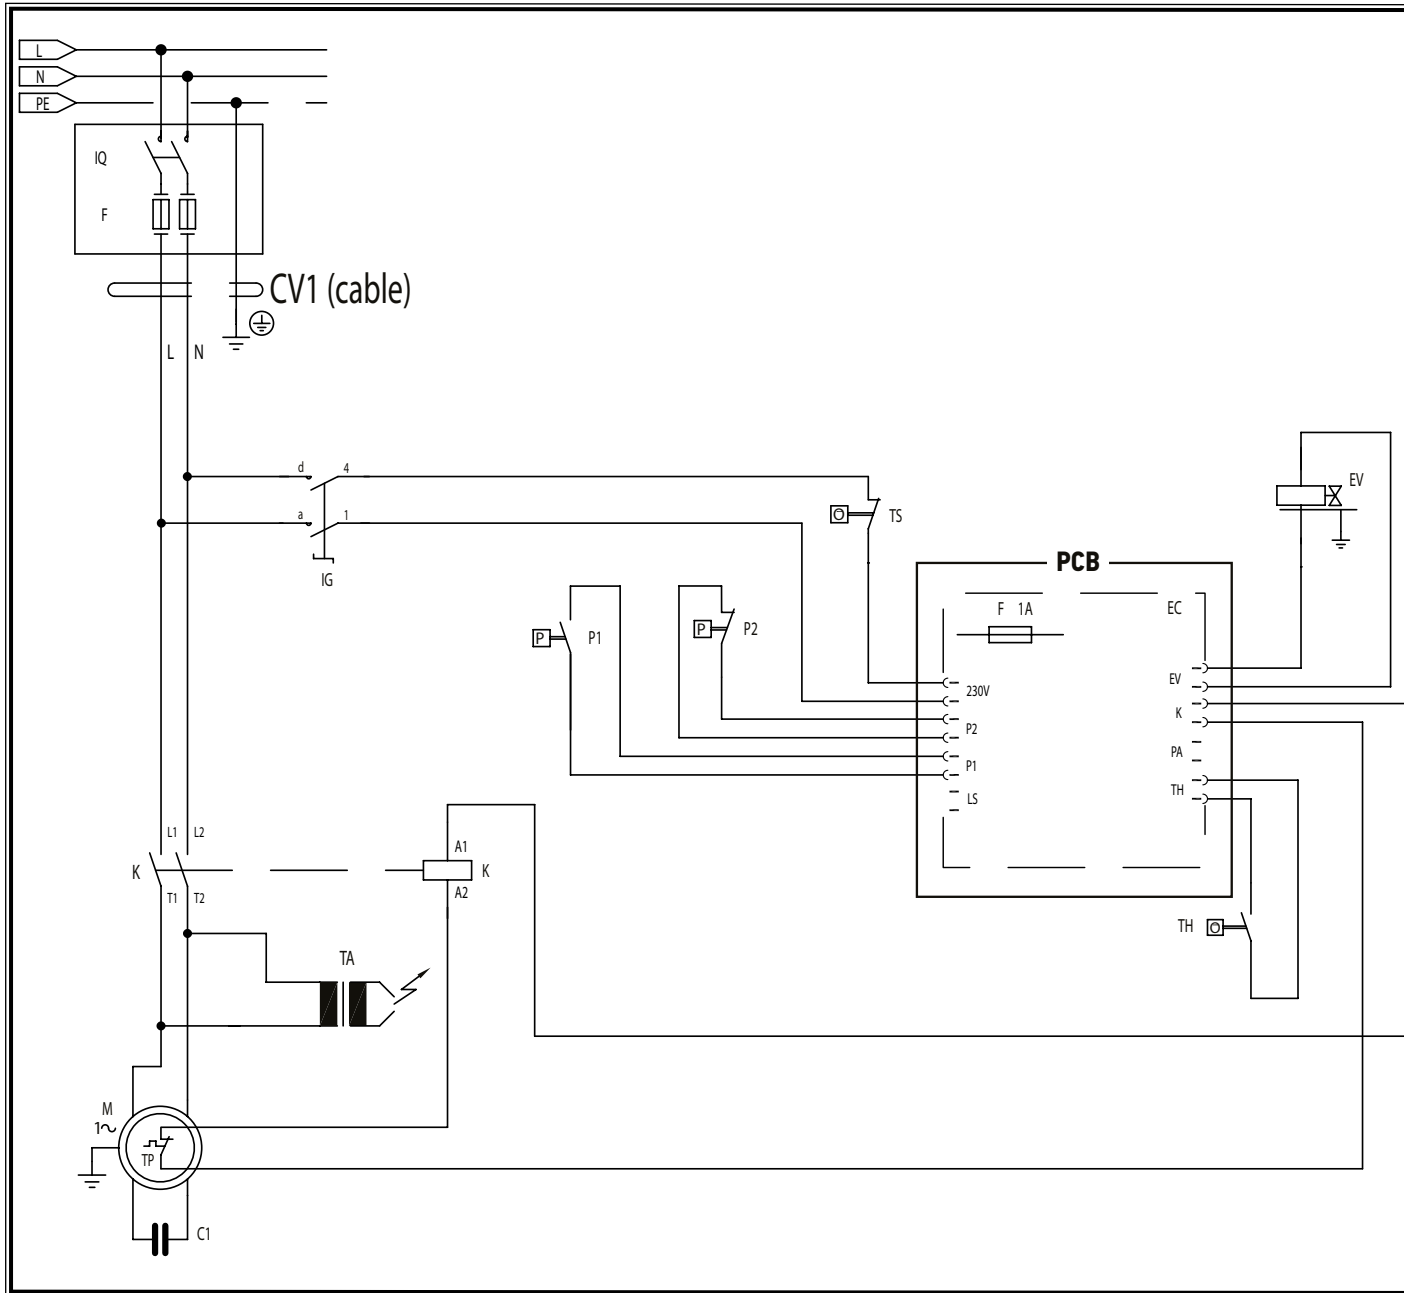 L
N
PE
IQ
F
CV1 (cable)
L N
d 4
a 1
IG
TS
EV
PCB
F 1A
EC
P P1
P P2
230V
P2
P1
LS
EV
K
PA
TH
L1 L2
K
T1 T2
A1
K
A2
TH
TA
M
1~
TP
C1